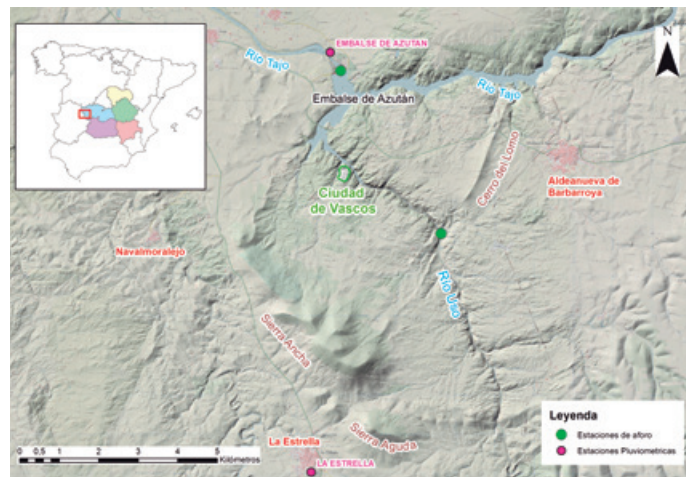 N
EMBALSE DE AZUTAN
Río Tajo
Río Tajo
Embalse de Azután
Cerro del Lomo
Aldeanueva de
Barbarroya
Ciudad
de Vascos
Navalmoralejo
Río Uso
Sierra Ancha
Sierra Aguda
La Estrella
LA ESTRELLA
Leyenda
Estaciones de aforo
Estaciones Pluviometricas
0 0,5 1 2 3 4 5
Kilómetros